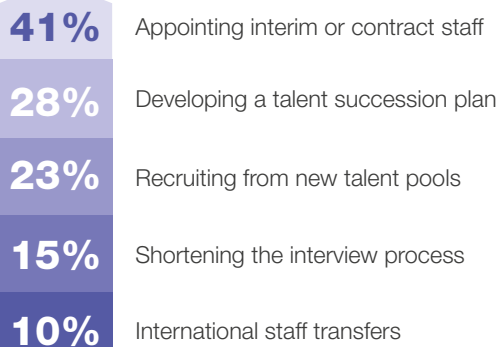 41% Appointing interim or contract staff
28% Developing a talent succession plan
23% Recruiting from new talent pools
15% Shortening the interview process
10% International staff transfers